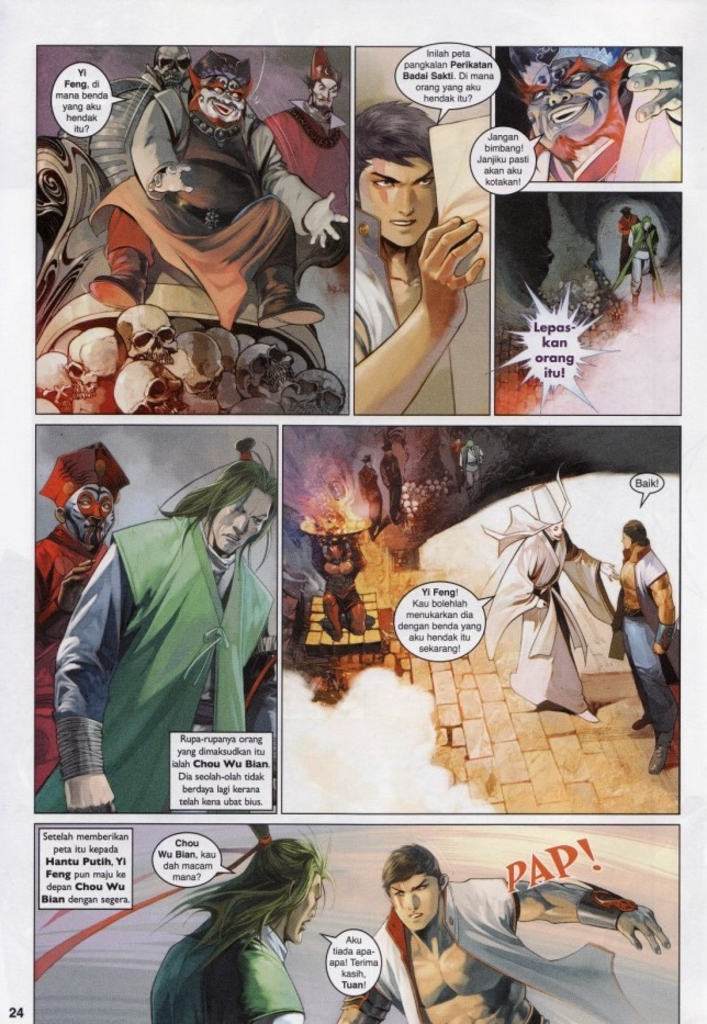 Yi
Feng, di
mana benda
yang aku
hendak
itu?
Inilah peta
pangkalan Perikatan
Badai Sakti. Di mana
orang yang aku
hendak itu?
Jangan
bimbang!
Janjiku pasti
akan aku
kotakan!
Lepas-
kan
orang
itu!
Rupa-rupanya orang
yang dimaksudkan itu
ialah Chou Wu Bian.
Dia seolah-olah tidak
berdaya lagi kerana
telah kena ubat bius.
Baik!
Yi Feng!
Kau bolehlah
menukarkan dia
dengan benda yang
aku hendak itu
sekarang!
Setelah memberikan
peta itu kepada
Hantu Putih, Yi
Feng pun maju ke
depan Chou Wu
Bian dengan segera.
Chou
Wu Bian, kau
dah macam
mana?
PAP!
Aku
tiada apa-
apa! Terima
kasih,
Tuan!
24